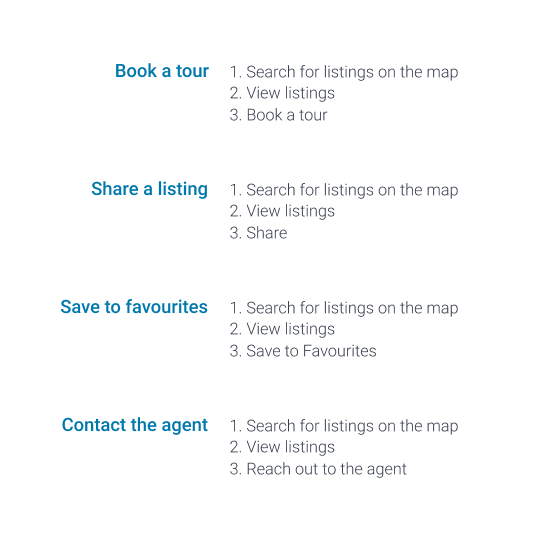 Book a tour
1. Search for listings on the map
2. View listings
3. Book a tour
Share a listing
1. Search for listings on the map
2. View listings
3. Share
Save to favourites
1. Search for listings on the map
2. View listings
3. Save to Favourites
Contact the agent
1. Search for listings on the map
2. View listings
3. Reach out to the agent